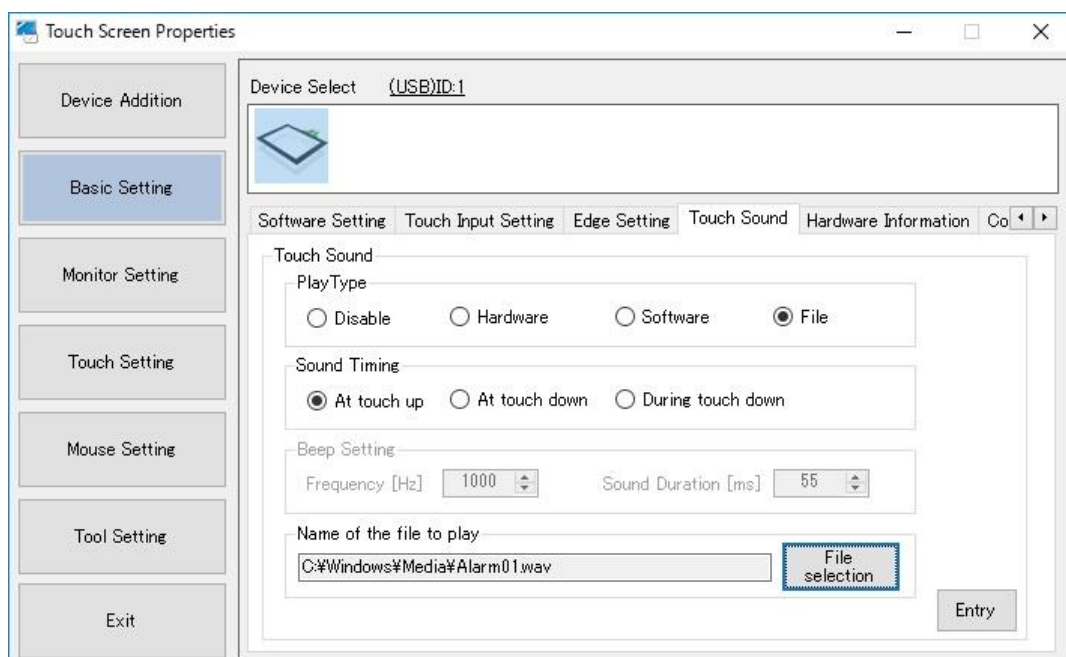 Touch Screen Properties
Device Addition
Basic Setting
Monitor Setting
Touch Setting
Mouse Setting
Tool Setting
Exit
Device Select (USB)ID:1
Software Setting Touch Input Setting Edge Setting Touch Sound Hardware Information Co
Touch Sound
PlayType
Disable Hardware Software File
Sound Timing
At touch up At touch down During touch down
Beep Setting
Frequency [Hz] 1000 Sound Duration [ms] 55
Name of the file to play
C:¥Windows¥Media¥Alarm01.wav
File
selection
Entry